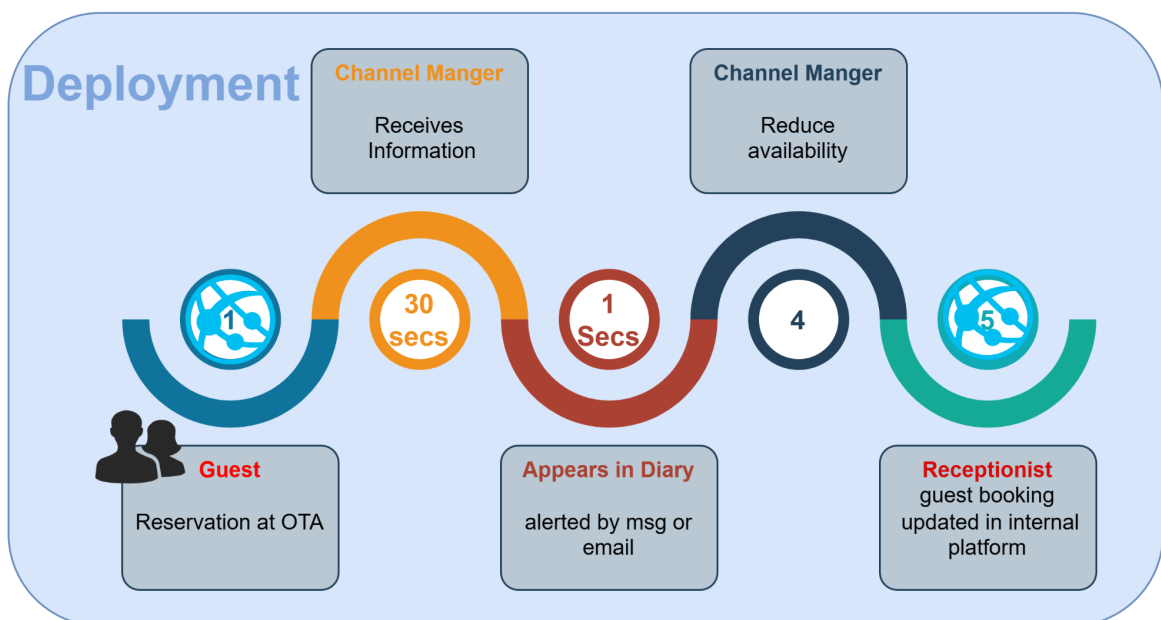 Deployment
Channel Manger
Receives
Information
Channel Manger
Reduce
availability
1
30
secs
1
Secs
4
5
Guest
Reservation at OTA
Appears in Diary
alerted by msg or
email
Receptionist
guest booking
updated in internal
platform